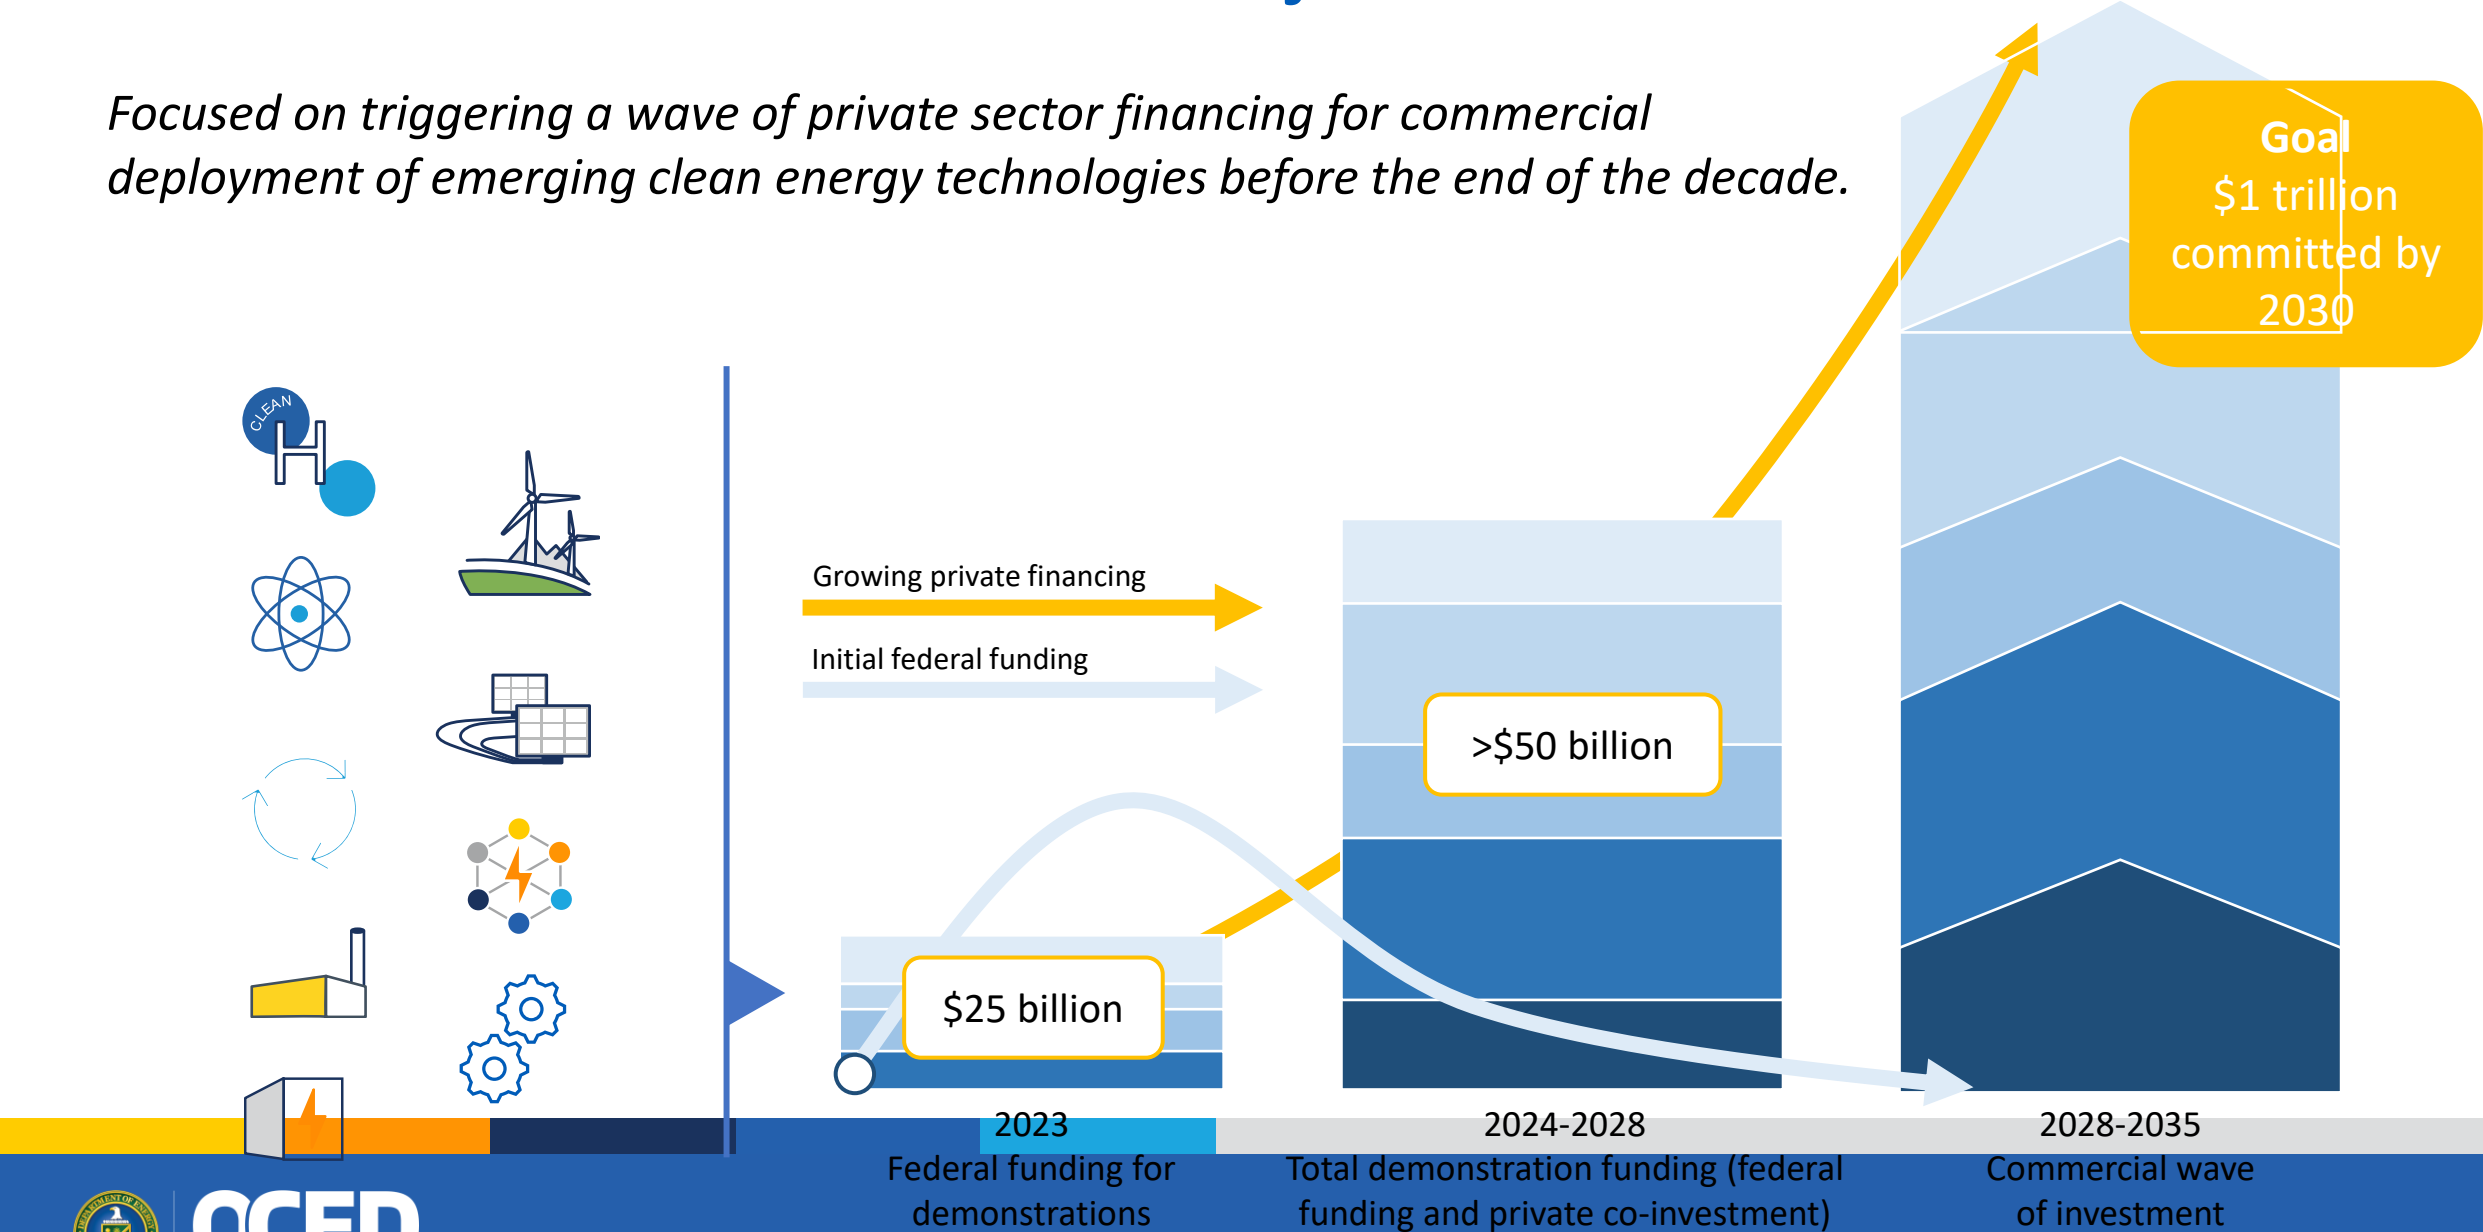 Focused on triggering a wave of private sector financing for commercial
deployment of emerging clean energy technologies before the end of the decade.
Goal
$1 trillion
committed by
2030
CLEAN
H
Growing private financing
Initial federal funding
>$50 billion
$25 billion
2023
Federal funding for
demonstrations
2024-2028
Total demonstration funding (federal
funding and private co-investment)
2028-2035
Commercial wave
of investment
OCED